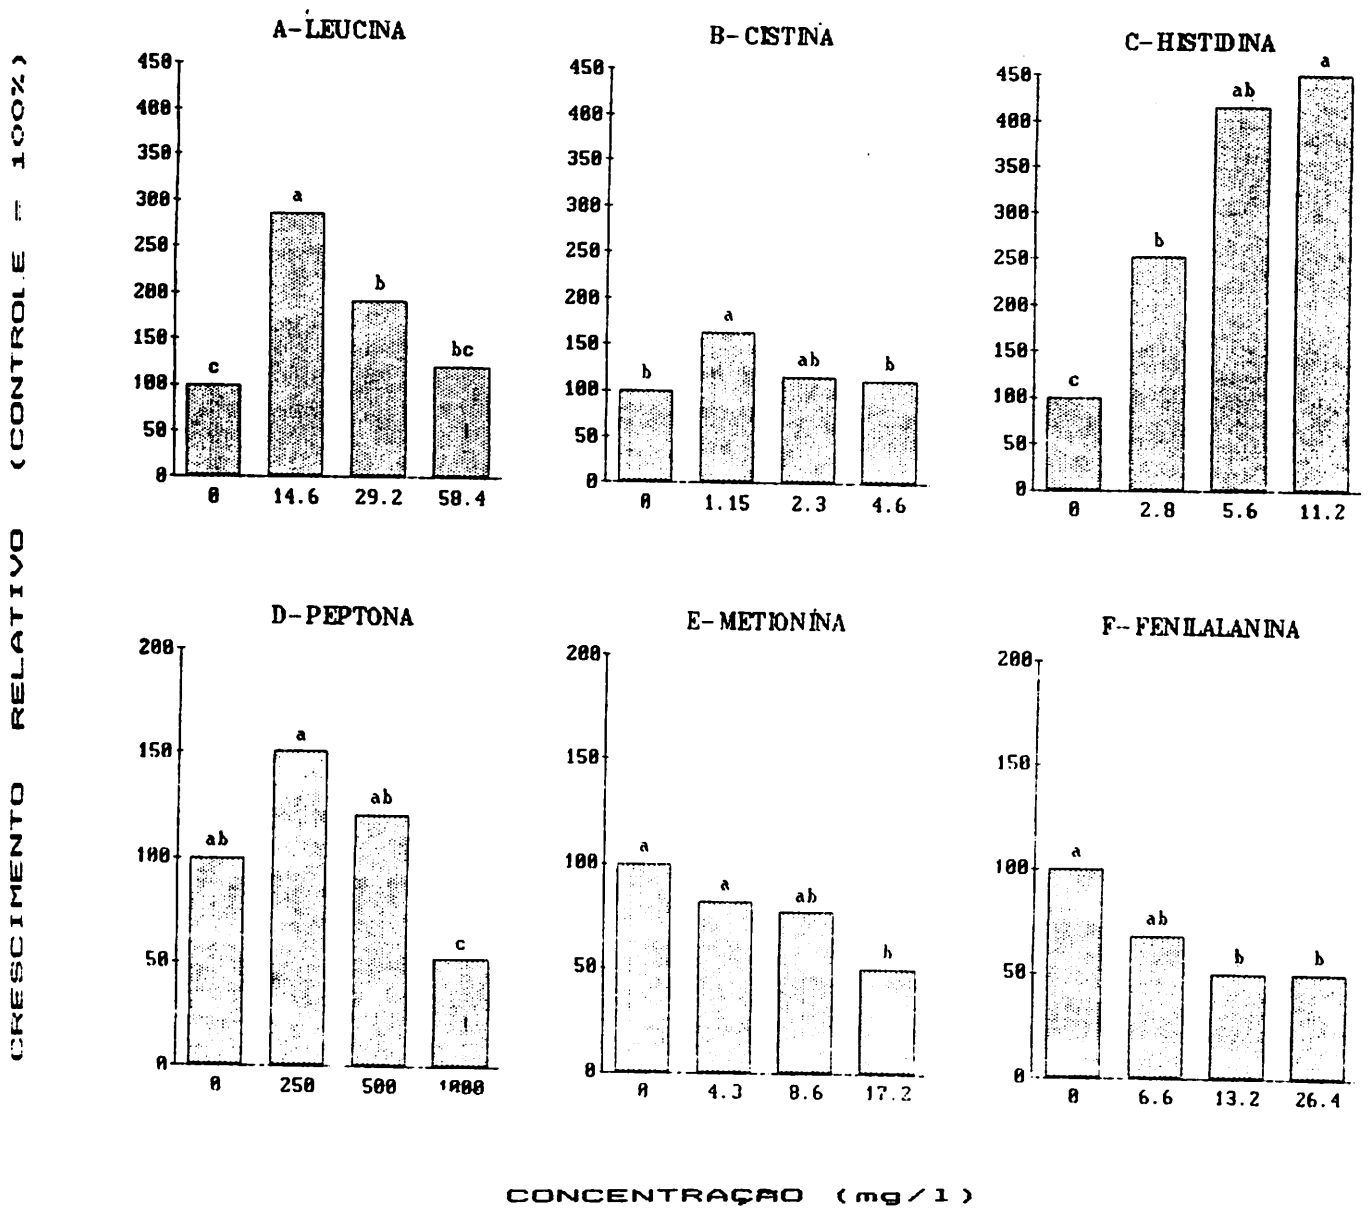 CRESCIMENTO RELATIVO (CONTROLE = 100%)
A-LEUCINA
450
400
350
300
250
200
150
100
50
0
c
a
b
bc
0 14.6 29.2 58.4
B-CISTINA
450
400
350
300
250
200
150
100
50
0
b
a
ab
b
0 1.15 2.3 4.6
C-HISTIDINA
450
400
350
300
250
200
150
100
50
0
c
b
ab
a
0 2.8 5.6 11.2
D-PEPTONA
200
150
100
50
0
ab
a
ab
c
0 250 500 1000
E-METIONÍNA
200
150
100
50
0
a
a
ab
b
0 4.3 8.6 17.2
F-FENILALANINA
200
150
100
50
0
a
ab
b
b
0 6.6 13.2 26.4
CONCENTRAÇÃO (mg/l)